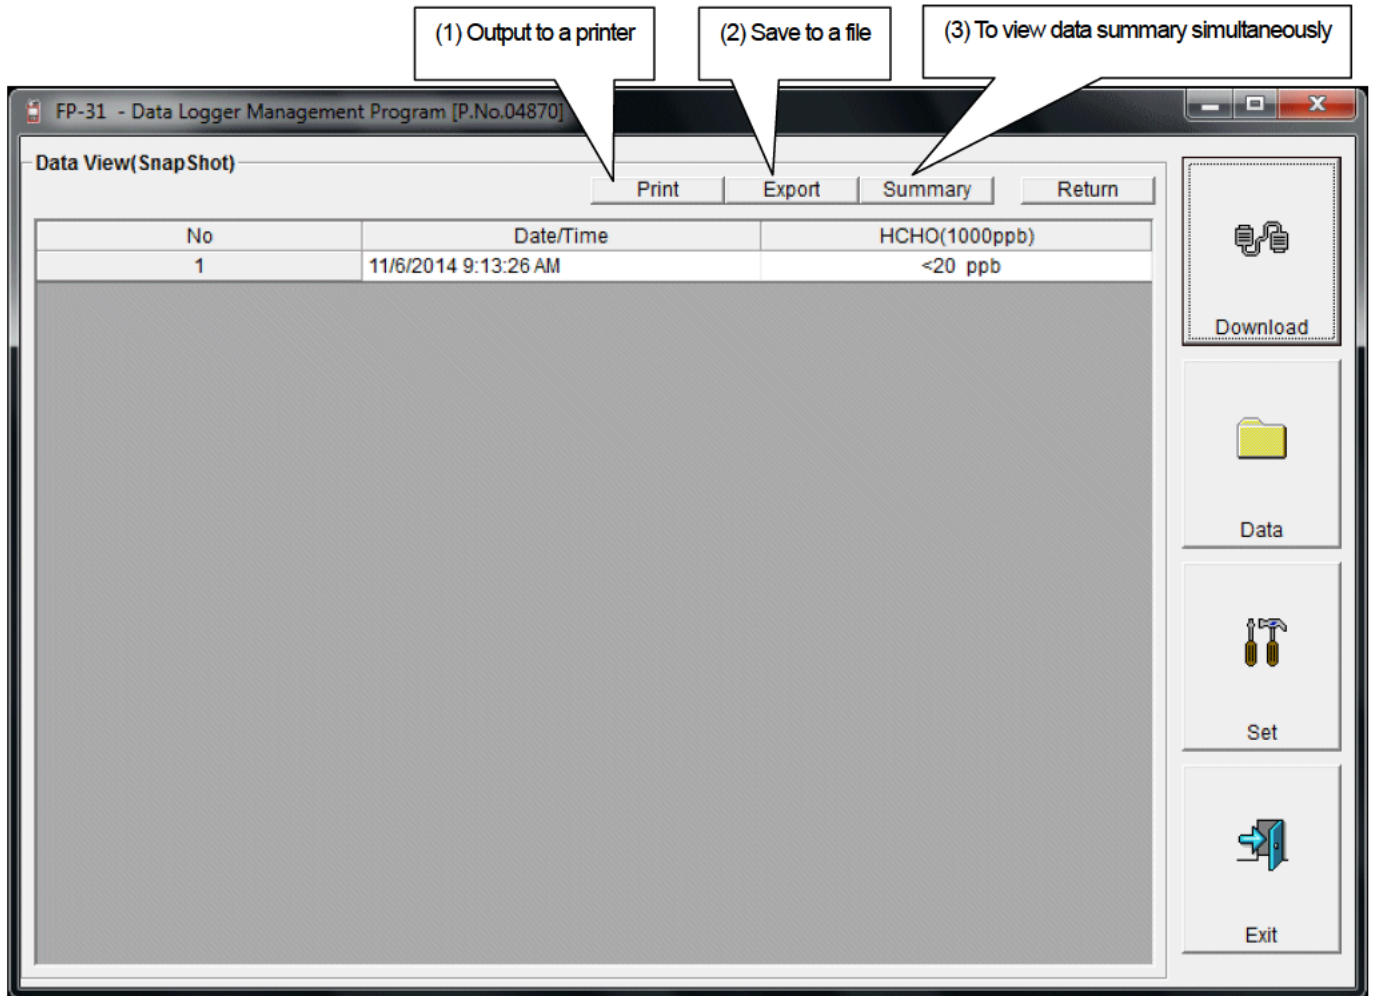 (1) Output to a printer
(2) Save to a file
(3) To view data summary simultaneously
FP-31 - Data Logger Management Program [P.No.04870]
X
Data View(SnapShot)
Print Export Summary Return
No Date/Time HCHO(1000ppb)
1 11/6/2014 9:13:26 AM <20 ppb
Download
Data
Set
Exit